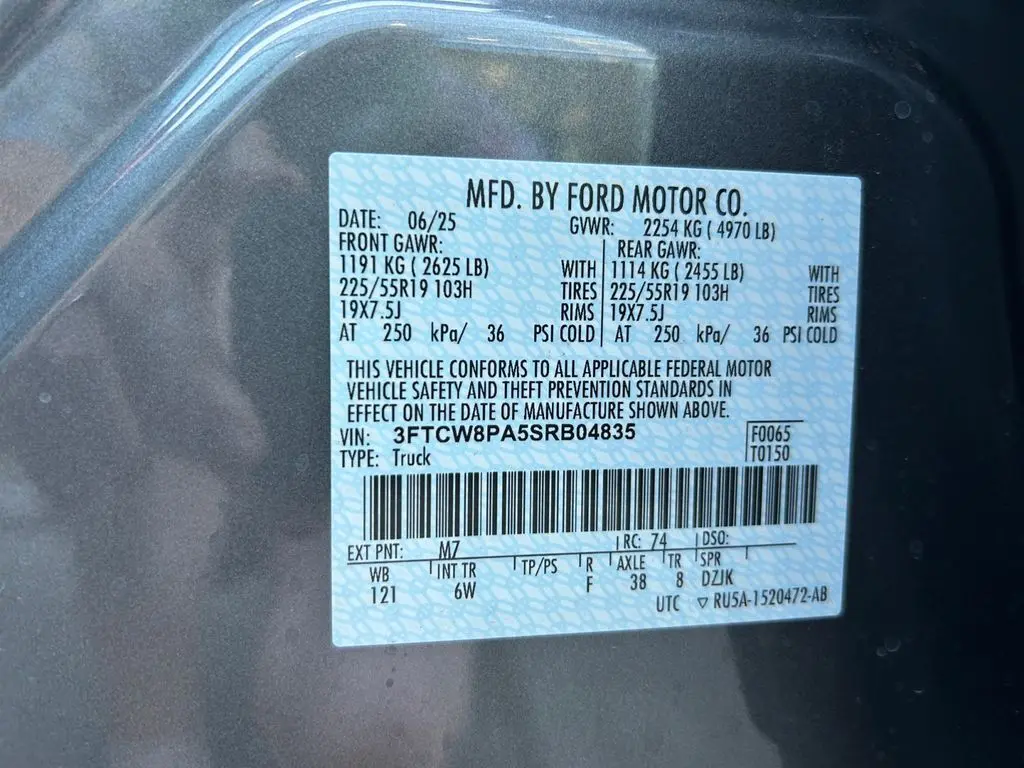 MFD. BY FORD MOTOR CO.
DATE: 06/25 GVWR: 2254 KG ( 4970 LB)
FRONT GAWR: REAR GAWR:
1191 KG ( 2625 LB) WITH 1114 KG ( 2455 LB) WITH
225/55R19 103H TIRES 225/55R19 103H TIRES
19X7.5J RIMS 19X7.5J RIMS
AT 250 kPa/ 36 PSI COLD AT 250 kPa/ 36 PSI COLD
THIS VEHICLE CONFORMS TO ALL APPLICABLE FEDERAL MOTOR
VEHICLE SAFETY AND THEFT PREVENTION STANDARDS IN
EFFECT ON THE DATE OF MANUFACTURE SHOWN ABOVE.
VIN: 3FTCW8PA5SRB04835 F0065
TYPE: Truck T0150
EXT PNT: M7 RC: 74 DSO:
WB INT TR TP/PS R AXLE TR SPR
121 6W F 38 8 DZJK
UTC ▽ RU5A-1520472-AB